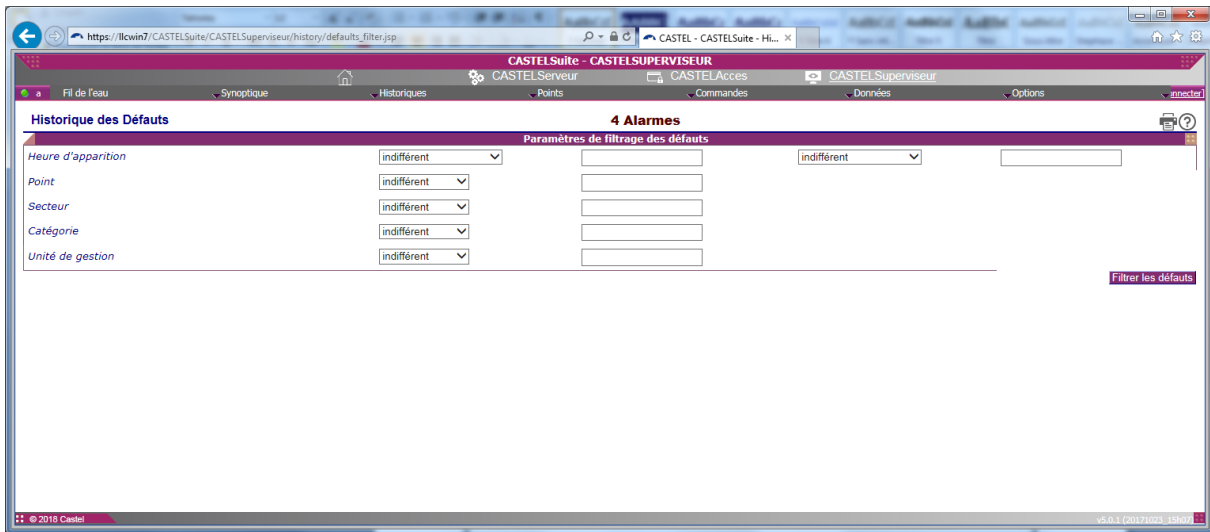 https://llcwin7/CASTELSuite/CASTELSuperviseur/history/defaults_filter.jsp
CASTEL - CASTELSuite - Hi...
CASTELSuite - CASTELSUPERVISEUR
CASTELServeur CASTELAcces CASTELSuperviseur
a Fil de l'eau Synoptique Historiques Points Commandes Données Options nnecter]
Historique des Défauts 4 Alarmes
Paramètres de filtrage des défauts
Heure d'apparition indifférent indifférent
Point indifférent
Secteur indifférent
Catégorie indifférent
Unité de gestion indifférent
Filtrer les défauts
© 2018 Castel v5.0.1 (20171023_15h02)